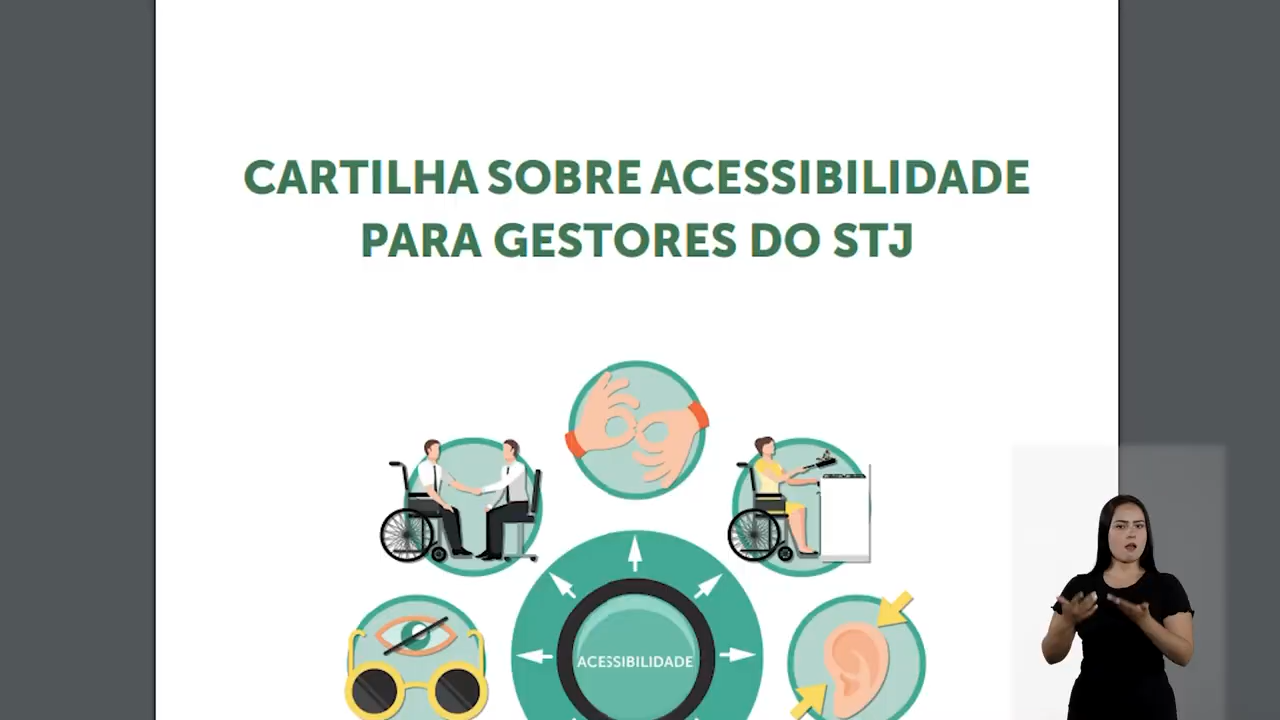 CARTILHA SOBRE ACESSIBILIDADE
PARA GESTORES DO STJ
ACESSIBILIDADE